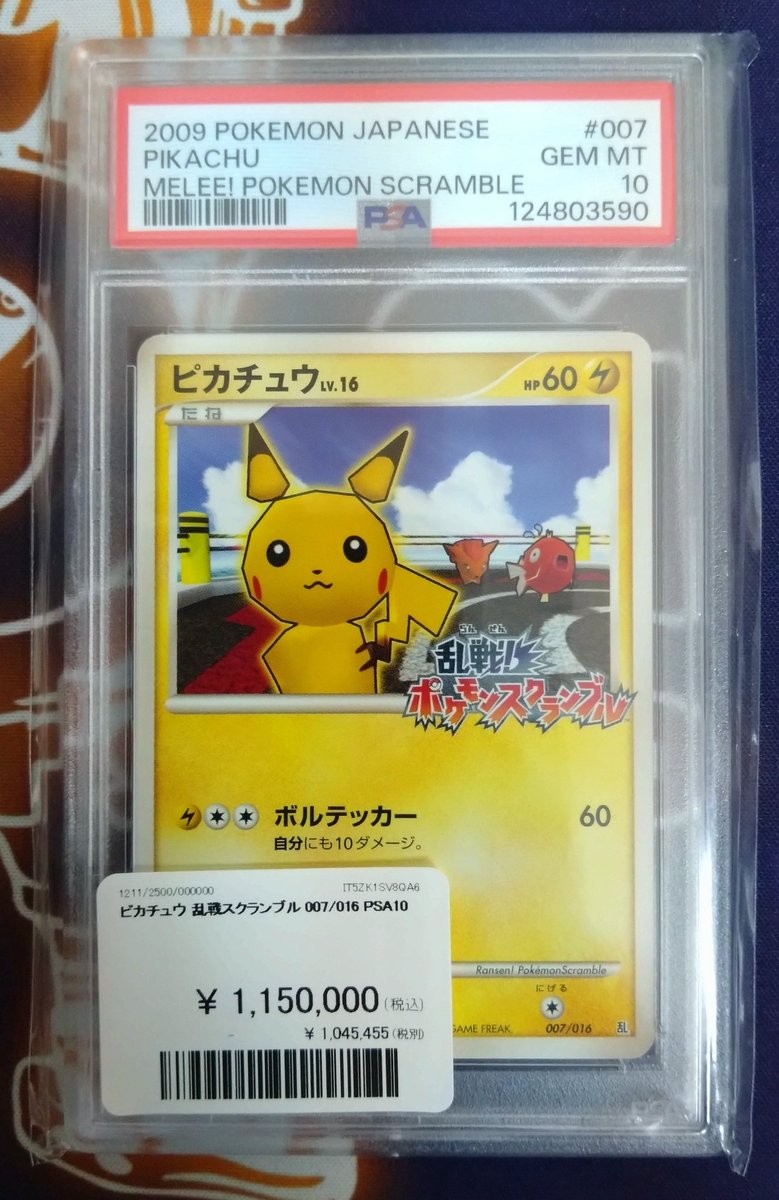 2009 POKEMON JAPANESE #007
PIKACHU GEM MT
MELEE! POKEMON SCRAMBLE 10
PSA 124803590
ピカチュウ LV.16 HP60
たね
らんせん
乱戦!
ポケモンスクランブル
ボルテッカー 60
自分にも10ダメージ。
1211/2500/000000 IT5ZK1SV8QA6
ピカチュウ 乱戦スクランブル 007/016 PSA10
¥ 1,150,000(税込)
¥ 1,045,455(税別)
Ransen! PokémonScramble
にげる
GAME FREAK. 007/016 乱